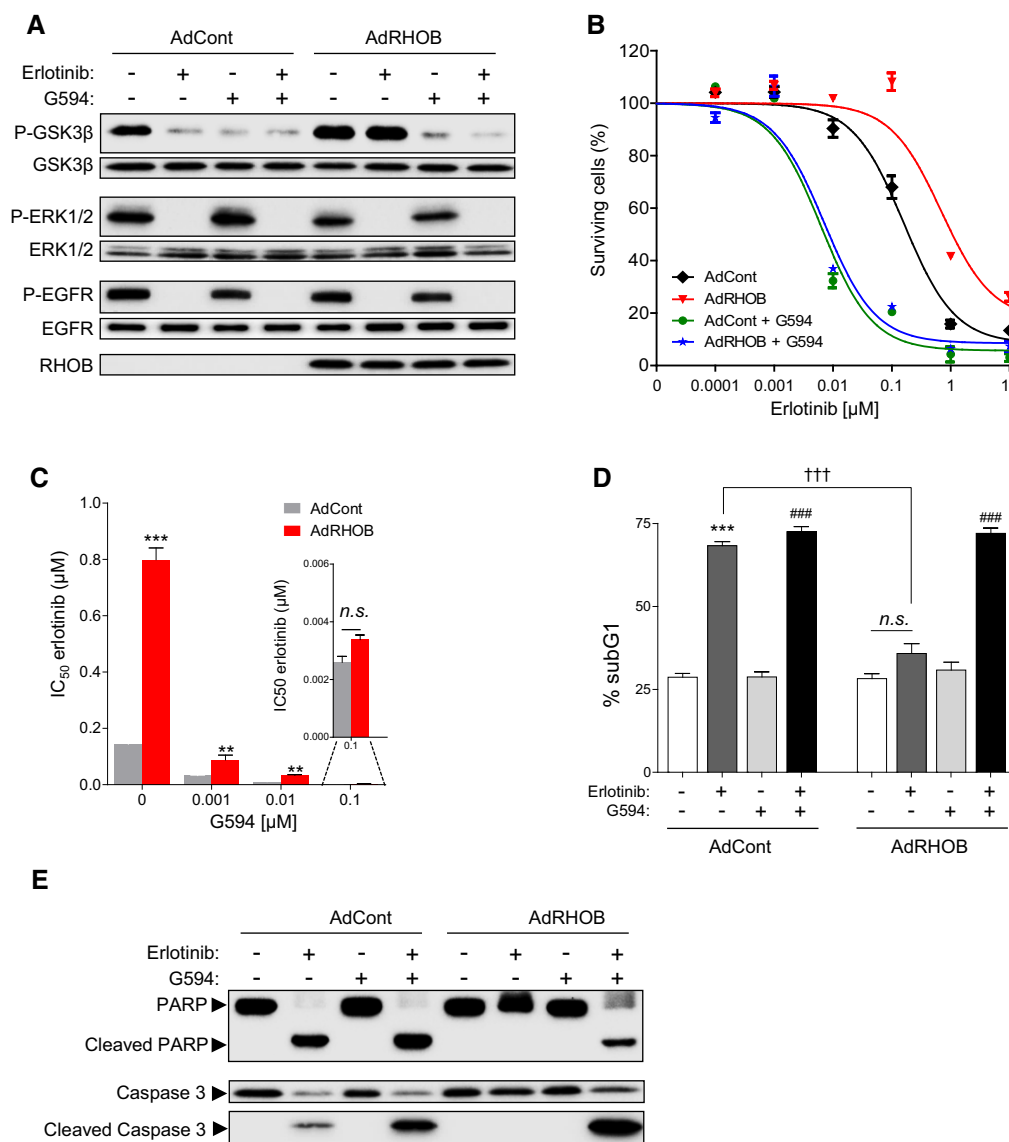 A
AdCont AdRHOB
Erlotinib: - + - + - + - +
G594: - - + + - - + +
P-GSK3β
GSK3β
P-ERK1/2
ERK1/2
P-EGFR
EGFR
RHOB
B
Surviving cells (%)
120
100
80
60
40
20
0
0 0.0001 0.001 0.01 0.1 1
Erlotinib [µM]
AdCont
AdRHOB
AdCont + G594
AdRHOB + G594
C
IC50 erlotinib (µM)
1.0
0.8
0.6
0.4
0.2
0.0
AdCont
AdRHOB
***
**
**
0 0.001 0.01 0.1
G594 [µM]
IC50 erlotinib (µM)
0.006
0.004
0.002
0.000
n.s.
0.1
D
% subG1
75
50
25
0
†††
*** ### ###
n.s.
Erlotinib: - + - + - + - +
G594: - - + + - - + +
AdCont AdRHOB
E
AdCont AdRHOB
Erlotinib: - + - + - + - +
G594: - - + + - - + +
PARP
Cleaved PARP
Caspase 3
Cleaved Caspase 3